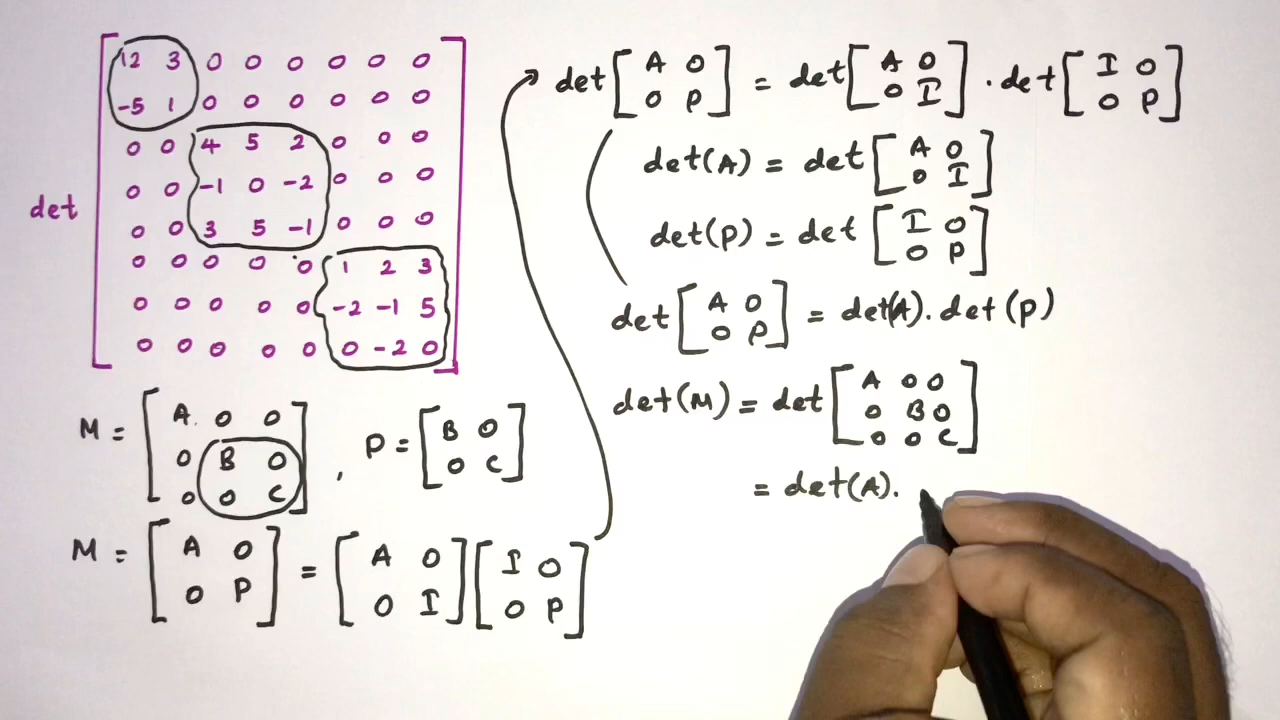 det
12 3 0 0 0 0 0 0
-5 1 0 0 0 0 0 0
0 0 4 5 2 0 0 0
0 0 -1 0 -2 0 0 0
0 0 3 5 -1 0 0 0
0 0 0 0 0 1 2 3
0 0 0 0 0 -2 -1 5
0 0 0 0 0 0 -2 0
M = [A 0 0
0 B 0
0 0 C] , P = [B 0
0 C]
M = [A 0
0 P] = [A 0
0 I] [I 0
0 P]
det [A 0
0 P] = det [A 0
0 I] . det [I 0
0 P]
det(A) = det [A 0
0 I]
det(P) = det [I 0
0 P]
det [A 0
0 P] = det(A). det(P)
det(M) = det [A 0 0
0 B 0
0 0 C]
= det(A).